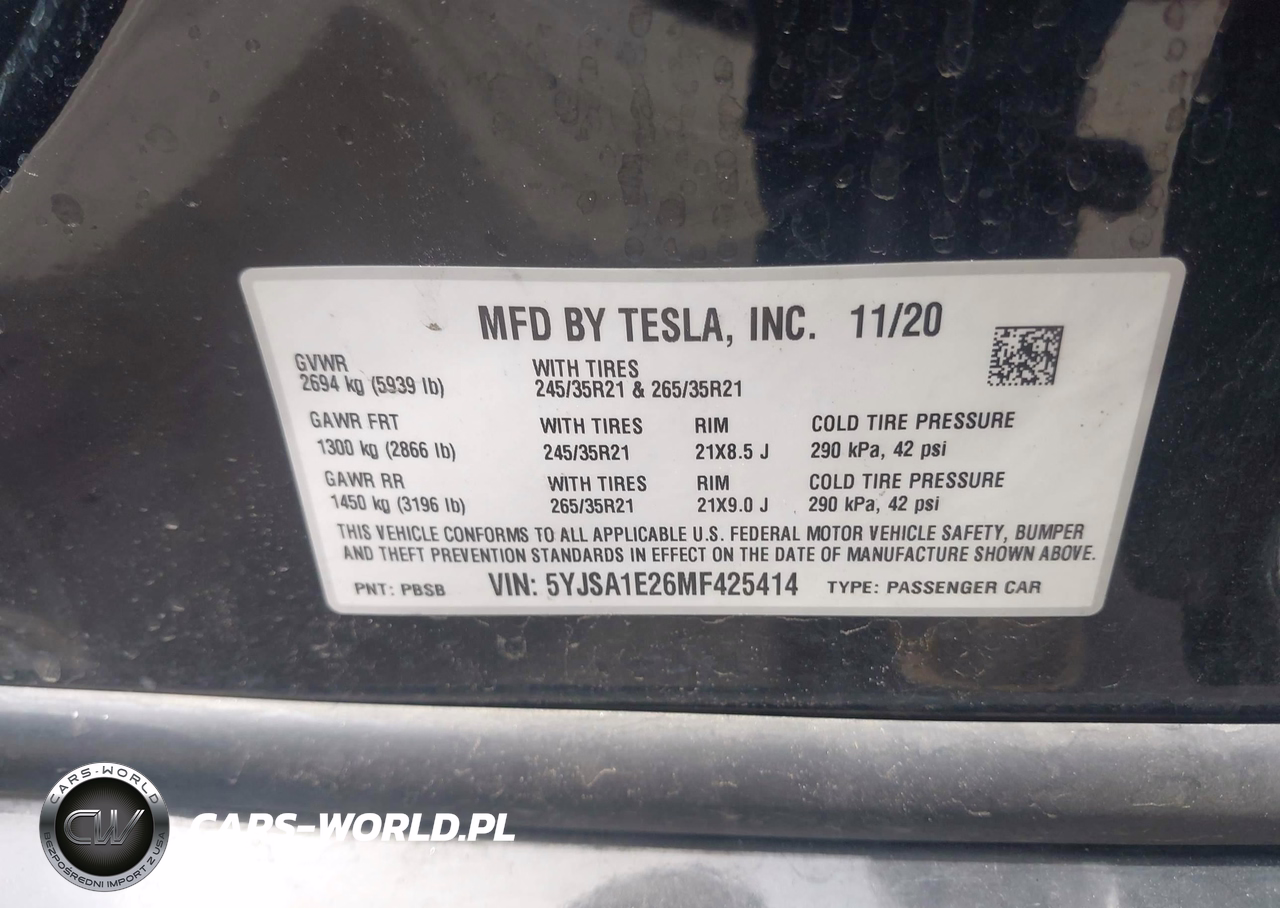 MFD BY TESLA, INC. 11/20
GVWR
2694 kg (5939 lb)
WITH TIRES
245/35R21 & 265/35R21
GAWR FRT WITH TIRES RIM COLD TIRE PRESSURE
1300 kg (2866 lb) 245/35R21 21X8.5 J 290 kPa, 42 psi
GAWR RR WITH TIRES RIM COLD TIRE PRESSURE
1450 kg (3196 lb) 265/35R21 21X9.0 J 290 kPa, 42 psi
THIS VEHICLE CONFORMS TO ALL APPLICABLE U.S. FEDERAL MOTOR VEHICLE SAFETY, BUMPER
AND THEFT PREVENTION STANDARDS IN EFFECT ON THE DATE OF MANUFACTURE SHOWN ABOVE.
PNT: PBSB VIN: 5YJSA1E26MF425414 TYPE: PASSENGER CAR
CARS-WORLD
CW
BEZPOŚREDNI IMPORT Z USA
CARS-WORLD.PL